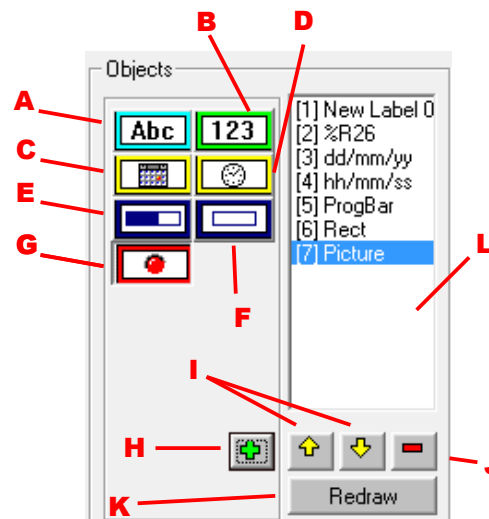 B
D
Objects
A
Abc
123
[1] New Label 0
[2] %R26
C
[3] dd/mm/yy
[4] hh/mm/ss
E
[5] ProgBar
[6] Rect
G
[7] Picture
L
F
I
H
J
K
Redraw